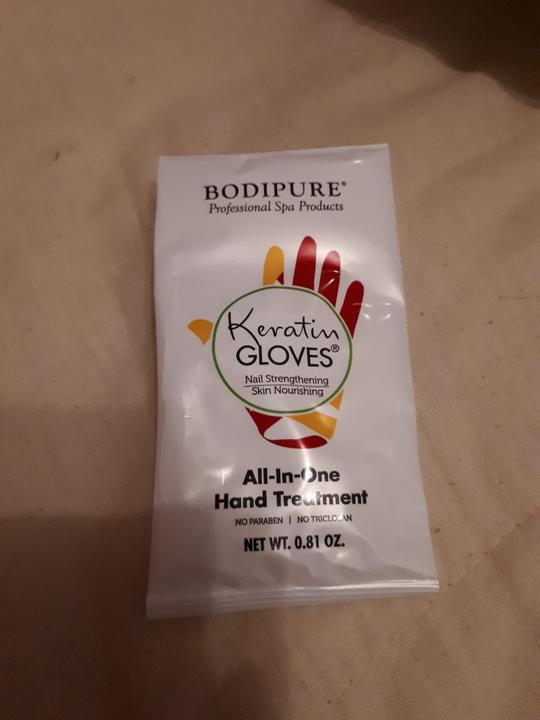 BODIPURE®
Professional Spa Products
Keratin
GLOVES®
Nail Strengthening
Skin Nourishing
All-In-One
Hand Treatment
NO PARABEN | NO TRICLOSAN
NET WT. 0.81 OZ.